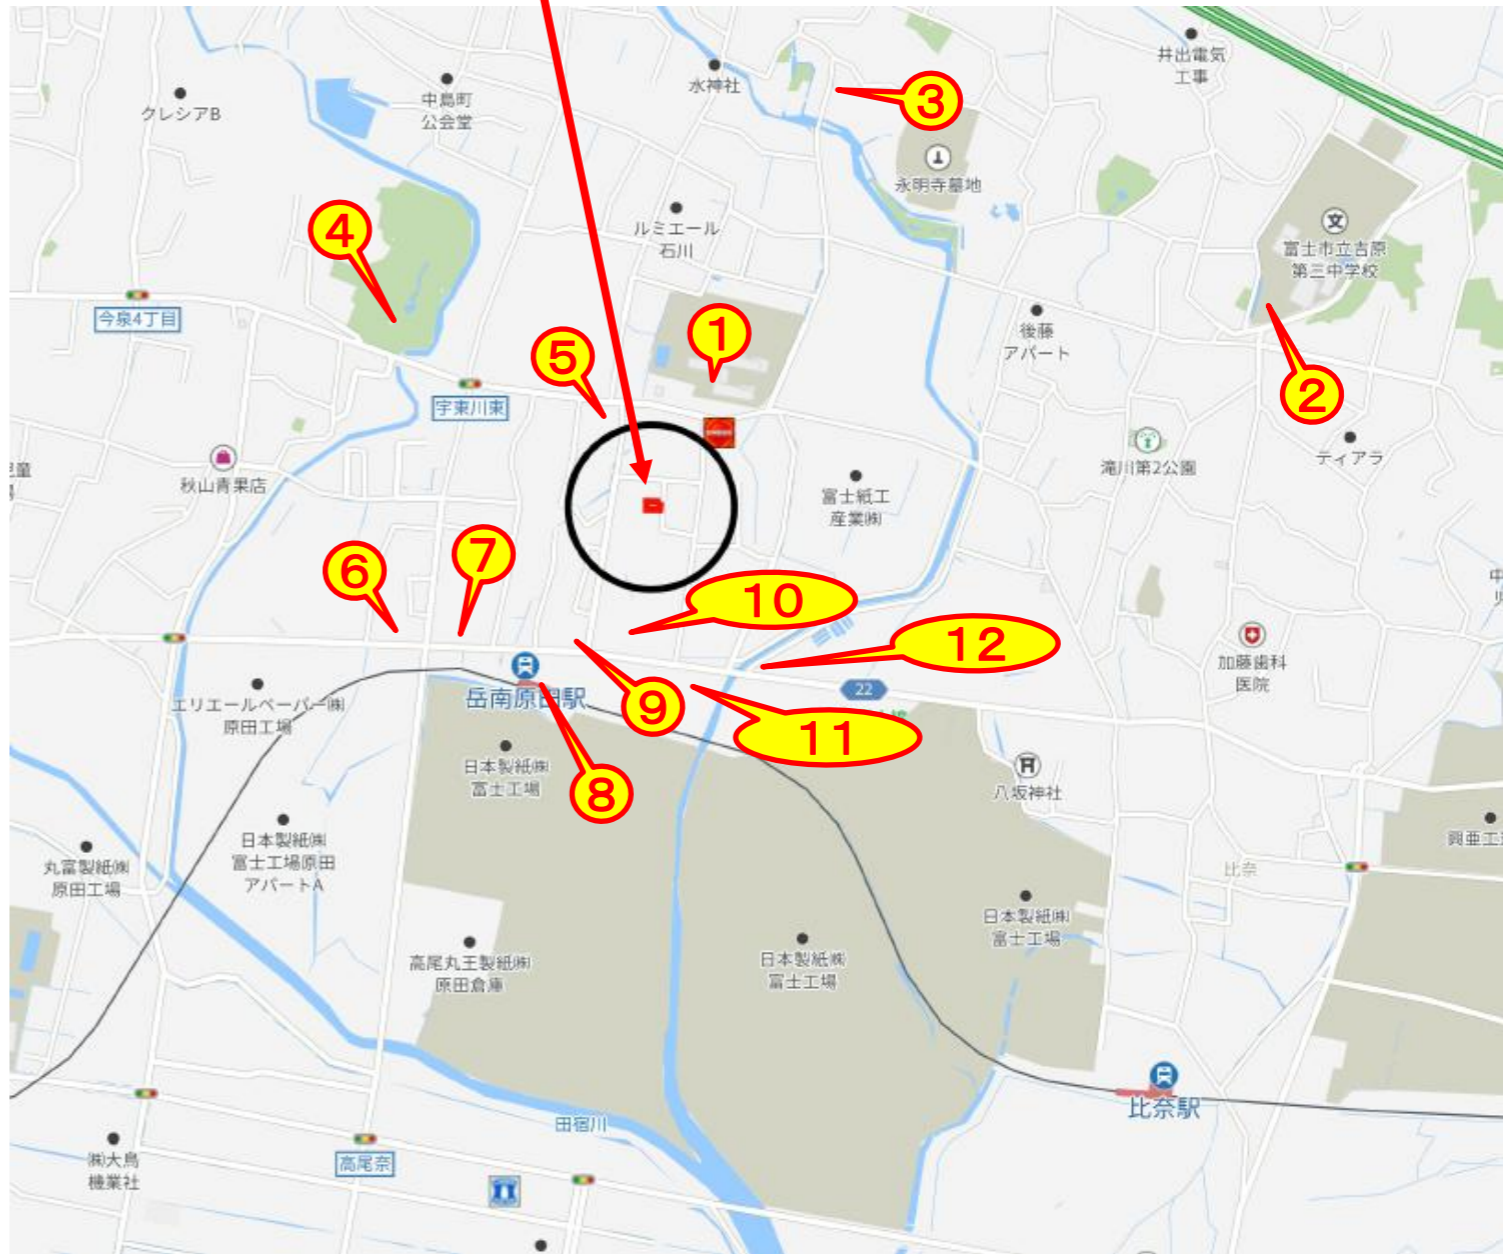 井出電気
工事
水神社
中島町
公会堂
クレシアB
③
永明寺墓地
ルミエール
石川
④
富士市立吉原
第三中学校
今泉4丁目
①
後藤
アパート
⑤
②
宇東川東
滝川第2公園
ティアラ
秋山青果店
富士紙工
産業㈱
⑥
⑦
10
12
加藤歯科
医院
22
岳南原田駅
エリエールペーパー㈱
原田工場
⑨
11
日本製紙㈱
富士工場
⑧
八坂神社
日本製紙㈱
富士工場原田
アパートA
丸富製紙㈱
原田工場
比奈
日本製紙㈱
富士工場
高尾丸王製紙㈱
原田倉庫
日本製紙㈱
富士工場
比奈駅
田宿川
㈱大鳥
機業社
高尾奈